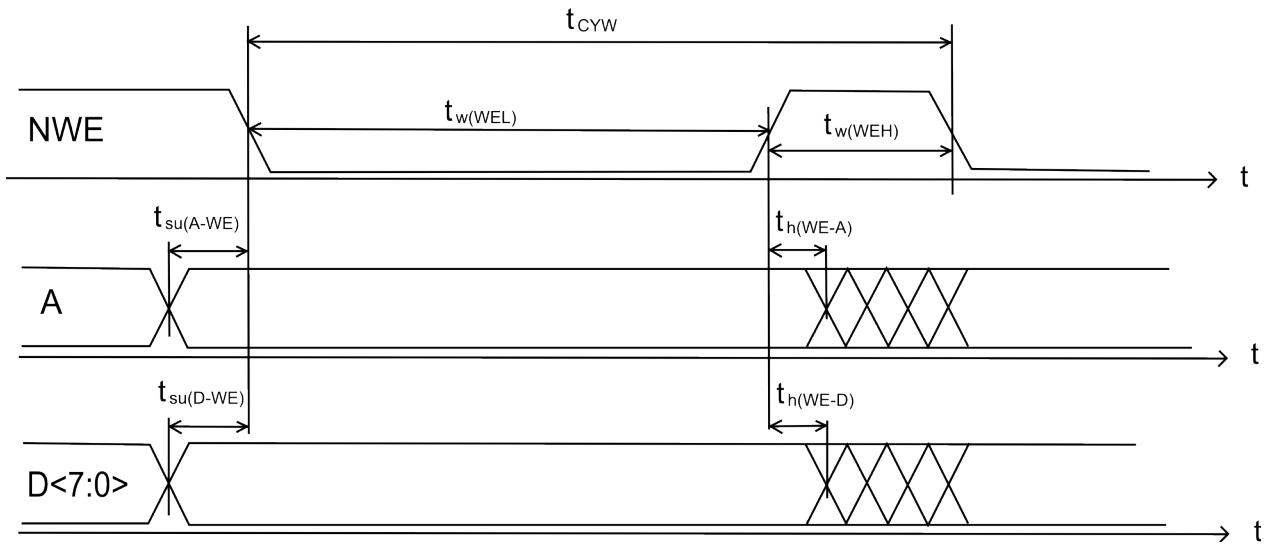 tCYW
NWE
tw(WEL)
tw(WEH)
t
tsu(A-WE)
th(WE-A)
A
t
tsu(D-WE)
th(WE-D)
D<7:0>
t